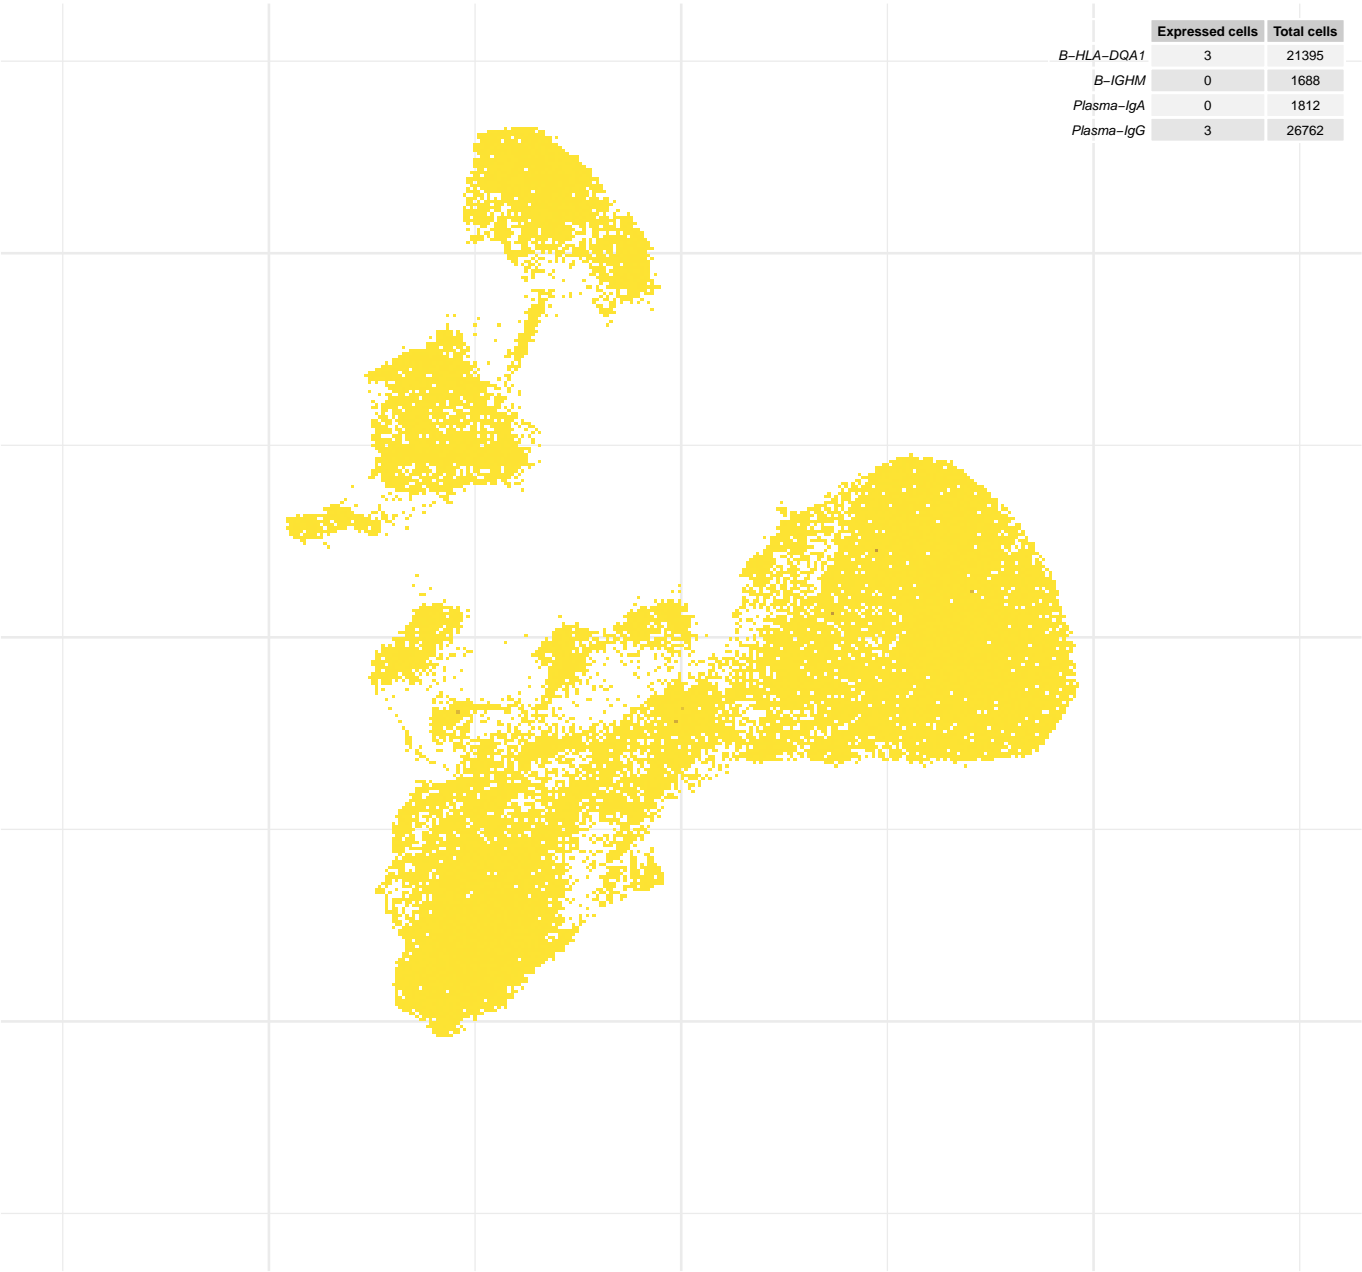 Expressed cells Total cells
B−HLA−DQA1 3 21395
B−IGHM 0 1688
Plasma−IgA 0 1812
Plasma−IgG 3 26762